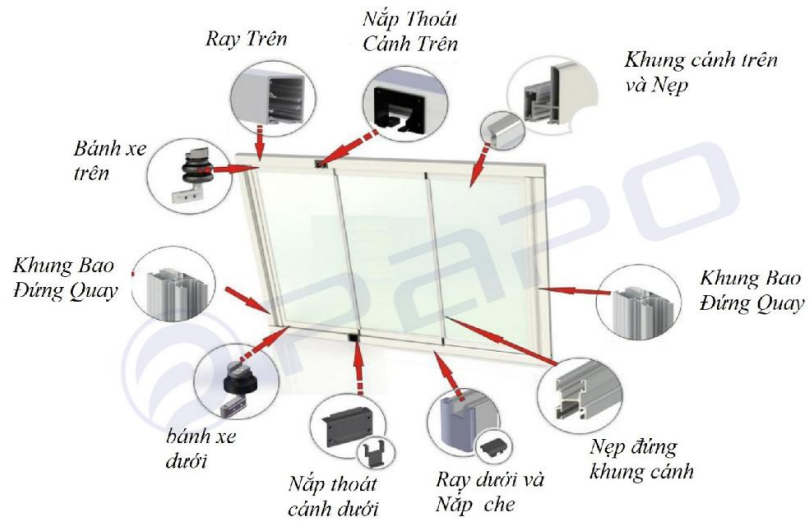 Ray Trên
Nắp Thoát
Cánh Trên
Khung cánh trên
và Nẹp
Bánh xe
trên
Khung Bao
Đứng Quay
Khung Bao
Đứng Quay
PAPO
bánh xe
dưới
Nắp thoát
cánh dưới
Ray dưới và
Nắp che
Nẹp đứng
khung cánh